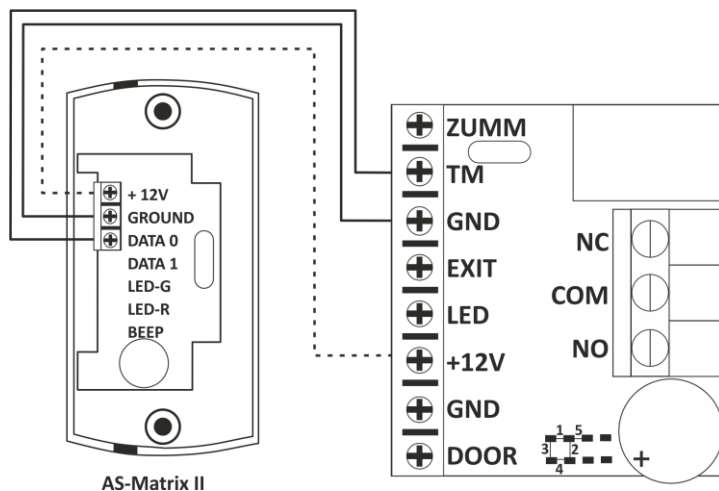 + 12V
GROUND
DATA 0
DATA 1
LED-G
LED-R
BEEP
AS-Matrix II
ZUMM
TM
GND
EXIT
LED
+12V
GND
DOOR
NC
COM
NO
1 5
3 2
4
+